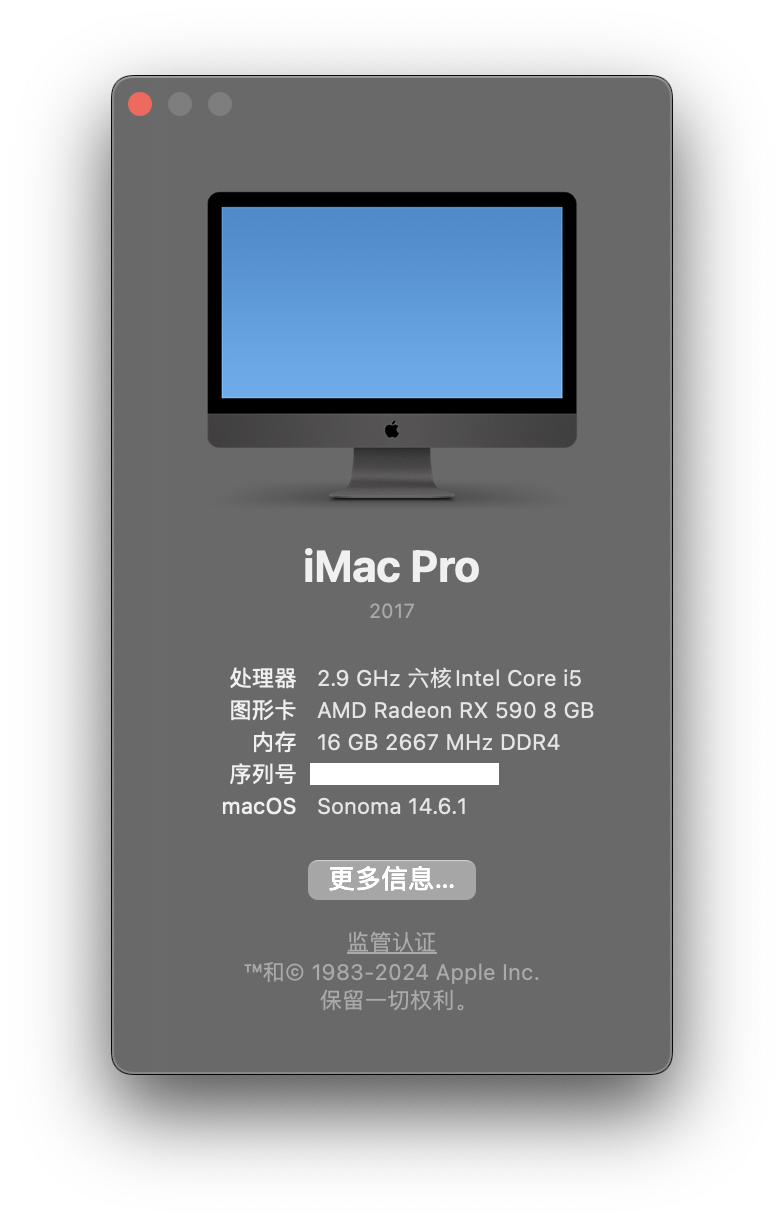 iMac Pro
2017
处理器 2.9 GHz 六核Intel Core i5
图形卡 AMD Radeon RX 590 8 GB
内存 16 GB 2667 MHz DDR4
序列号
macOS Sonoma 14.6.1
更多信息...
监管认证
™和© 1983-2024 Apple Inc.
保留一切权利。